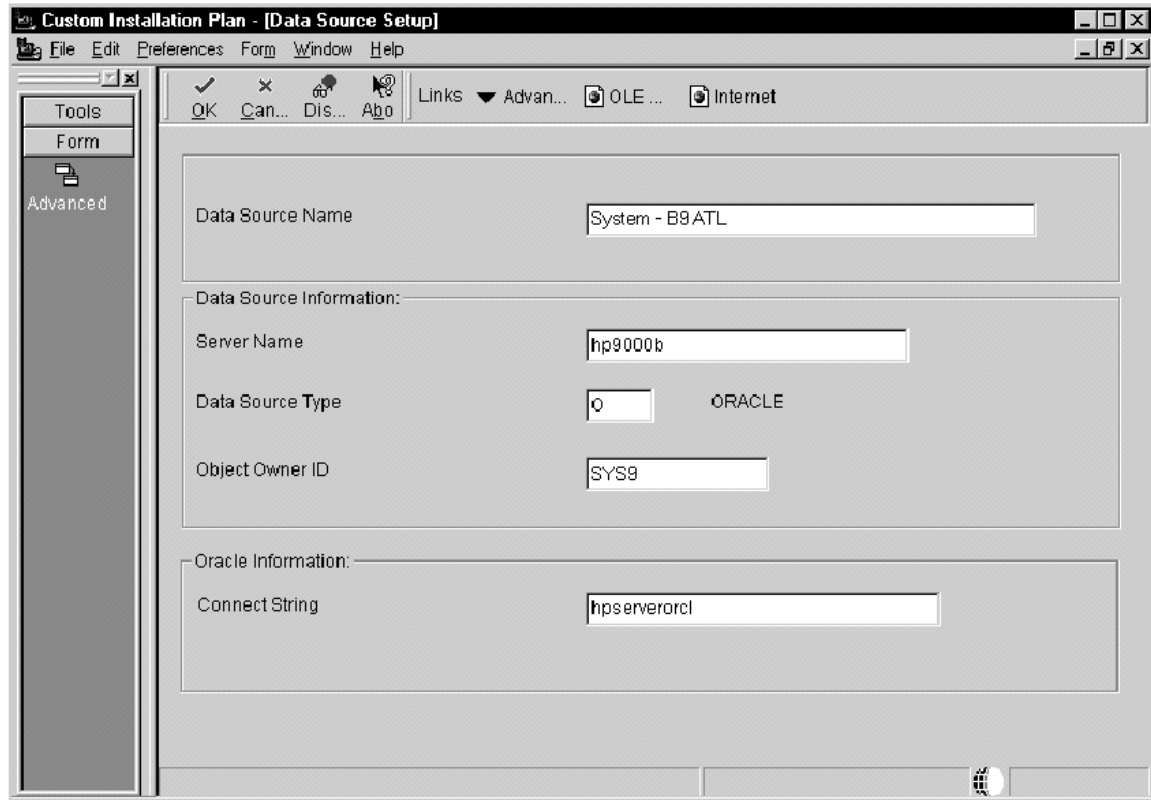 Custom Installation Plan - [Data Source Setup]
File Edit Preferences Form Window Help
Tools
Form
Advanced
OK Can... Dis... Abo
Links Advan... OLE ... Internet
Data Source Name
System - B9ATL
Data Source Information:
Server Name
hp9000b
Data Source Type
O
ORACLE
Object Owner ID
SYS9
Oracle Information:
Connect String
hpserverorcl